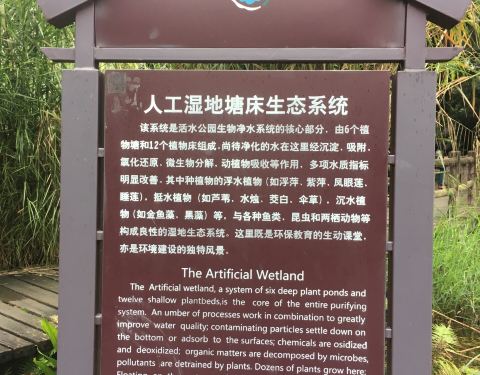 人工湿地塘床生态系统
该系统是活水公园生物净水系统的核心部分．由6个植
物塘和12个植物床组成．尚待净化的水在这里经沉淀．吸附．
氧化还原．微生物分解．动植物吸收等作用．多项水质指标
明显改善．其中种植物的浮水植物（如浮萍．紫萍．凤眼莲．
睡莲），挺水植物（如芦苇．水烛．茭白．伞草），沉水植
物（如金鱼藻．黑藻）等．与各种鱼类．昆虫和两栖动物等
构成良性的湿地生态系统。这里既是环保教育的生动课堂．
亦是环境建设的独特风景。
The Artificial Wetland
The Artificial wetland, a system of six deep plant ponds and
twelve shallow plantbeds,is the core of the entire purifying
system. An umber of processes work in combination to greatly
improve water quality; contaminating particles settle down on
the bottom or adsorb to the surfaces; chemicals are osidized
and deoxidized; organic matters are decomposed by microbes,
and pollutants are detrained by plants. Dozens of plants grow here: